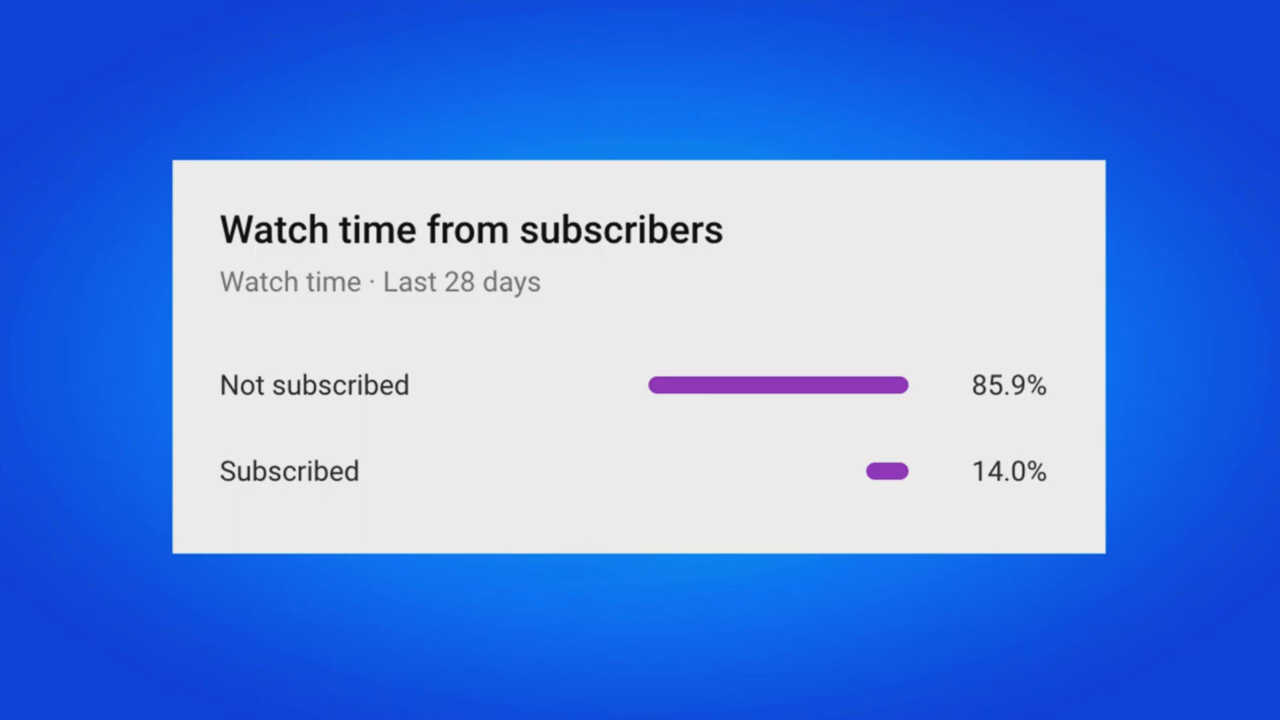 Watch time from subscribers
Watch time · Last 28 days
Not subscribed 85.9%
Subscribed 14.0%